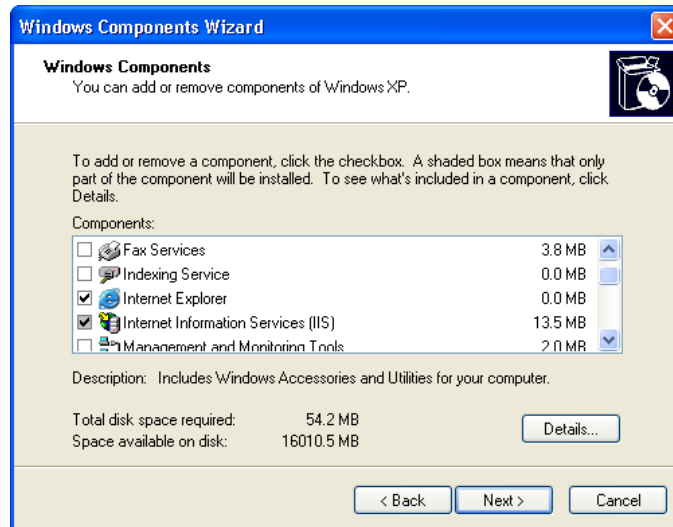 Windows Components Wizard
Windows Components
You can add or remove components of Windows XP.
To add or remove a component, click the checkbox. A shaded box means that only
part of the component will be installed. To see what's included in a component, click
Details.
Components:
Fax Services 3.8 MB
Indexing Service 0.0 MB
Internet Explorer 0.0 MB
Internet Information Services (IIS) 13.5 MB
Management and Monitoring Tools 2.0 MB
Description: Includes Windows Accessories and Utilities for your computer.
Total disk space required: 54.2 MB
Space available on disk: 16010.5 MB
Details...
< Back Next > Cancel